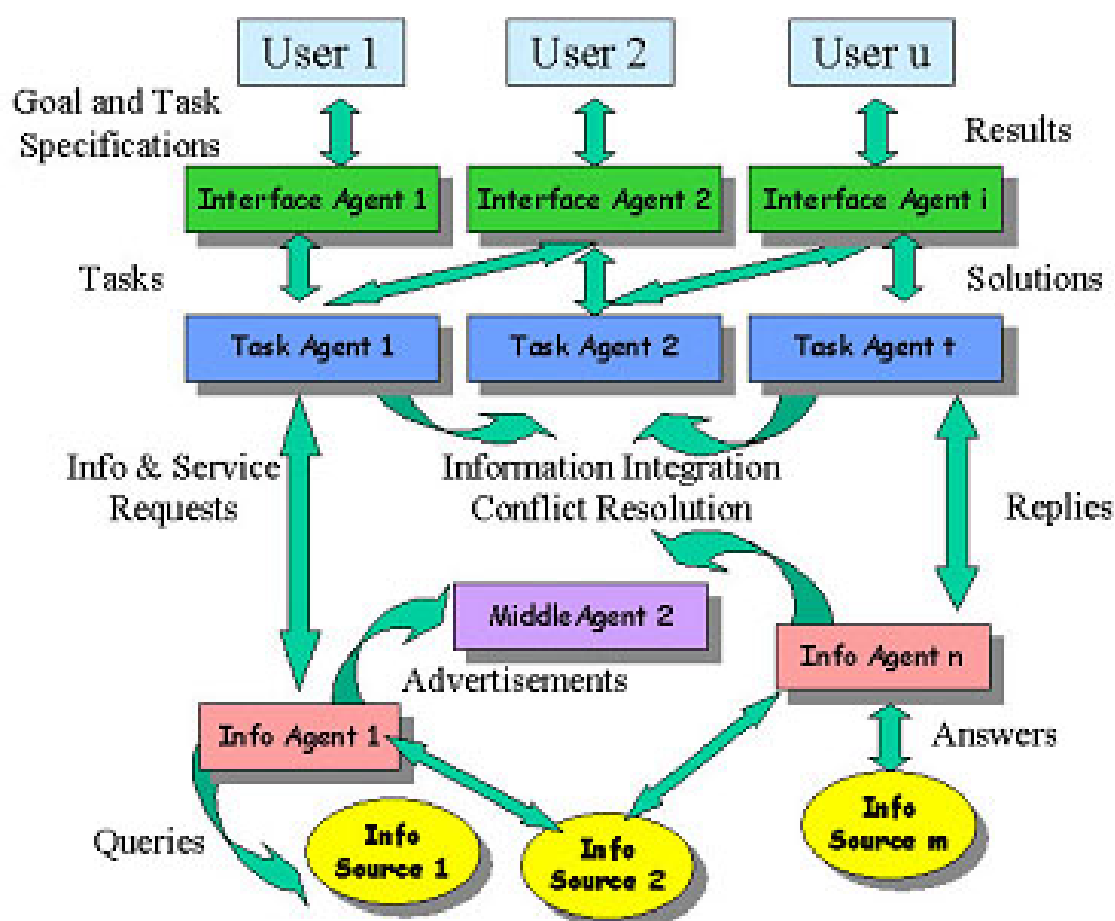 User 1
User 2
User u
Goal and Task
Specifications
Results
Interface Agent 1
Interface Agent 2
Interface Agent i
Tasks
Solutions
Task Agent 1
Task Agent 2
Task Agent t
Info & Service
Requests
Information Integration
Conflict Resolution
Replies
Middle Agent 2
Advertisements
Info Agent n
Info Agent 1
Answers
Queries
Info
Source 1
Info
Source 2
Info
Source m